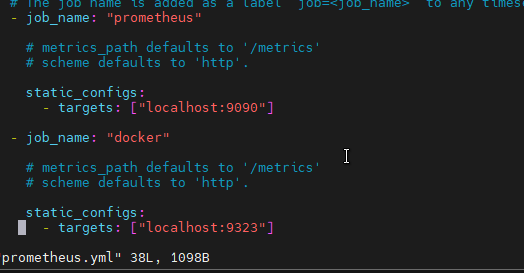 # The job name is added as a label `job=<job_name>` to any
- job_name: "prometheus"
# metrics_path defaults to '/metrics'
# scheme defaults to 'http'.
static_configs:
- targets: ["localhost:9090"]
- job_name: "docker"
# metrics_path defaults to '/metrics'
# scheme defaults to 'http'.
static_configs:
- targets: ["localhost:9323"]
prometheus.yml" 38L, 1098B